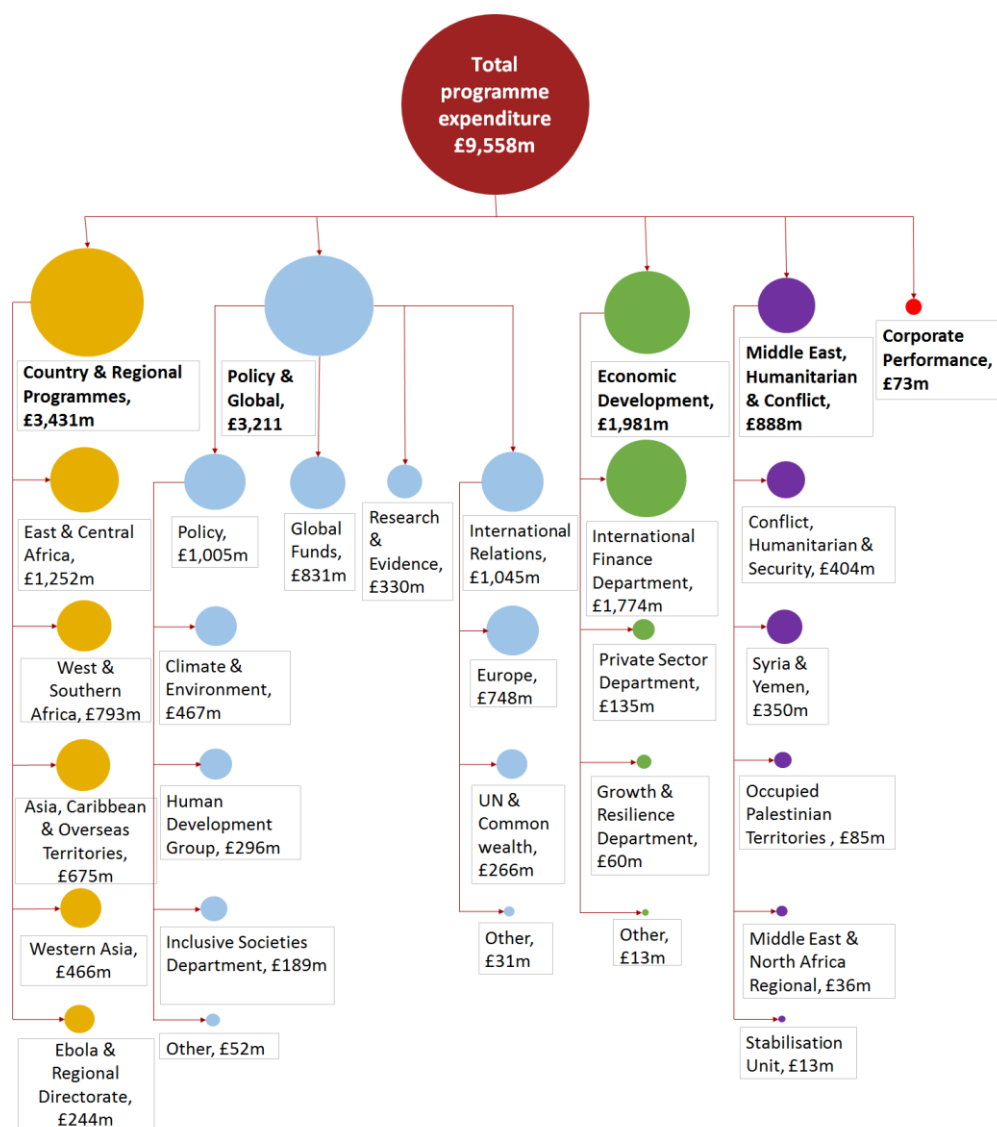 Total
programme
expenditure
£9,558m
Country & Regional
Programmes,
£3,431m
Policy &
Global,
£3,211
Economic
Development,
£1,981m
Middle East,
Humanitarian
& Conflict,
£888m
Corporate
Performance,
£73m
East & Central
Africa,
£1,252m
West &
Southern
Africa, £793m
Asia, Caribbean
& Overseas
Territories,
£675m
Western Asia,
£466m
Ebola &
Regional
Directorate,
£244m
Policy,
£1,005m
Climate &
Environment,
£467m
Human
Development
Group, £296m
Inclusive Societies
Department, £189m
Other, £52m
Global
Funds,
£831m
Research
&
Evidence,
£330m
International
Relations,
£1,045m
Europe,
£748m
UN &
Common
wealth,
£266m
Other,
£31m
International
Finance
Department,
£1,774m
Private Sector
Department,
£135m
Growth &
Resilience
Department,
£60m
Other,
£13m
Conflict,
Humanitarian &
Security, £404m
Syria &
Yemen,
£350m
Occupied
Palestinian
Territories , £85m
Middle East &
North Africa
Regional, £36m
Stabilisation
Unit, £13m